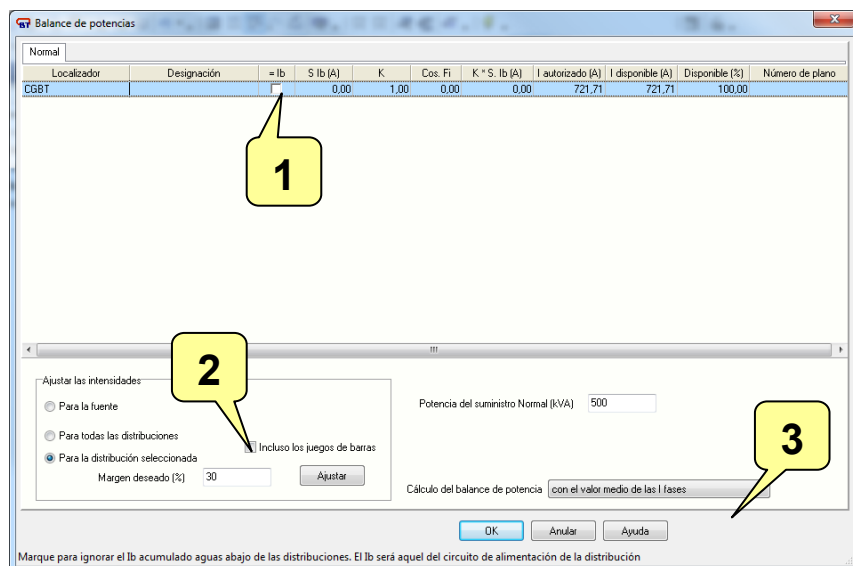 Balance de potencias
Normal
Localizador Designación = Ib S Ib (A) K Cos. Fi K * S. Ib (A) I autorizado (A) I disponible (A) Disponible (%) Número de plano
CGBT 0,00 1,00 0,00 0,00 721,71 721,71 100,00
1
2
Ajustar las intensidades
Para la fuente
Potencia del suministro Normal (kVA) 500
Para todas las distribuciones
Incluso los juegos de barras
3
Para la distribución seleccionada
Margen deseado (%) 30 Ajustar
Cálculo del balance de potencia con el valor medio de las I fases
OK Anular Ayuda
Marque para ignorar el Ib acumulado aguas abajo de las distribuciones. El Ib será aquel del circuito de alimentación de la distribución